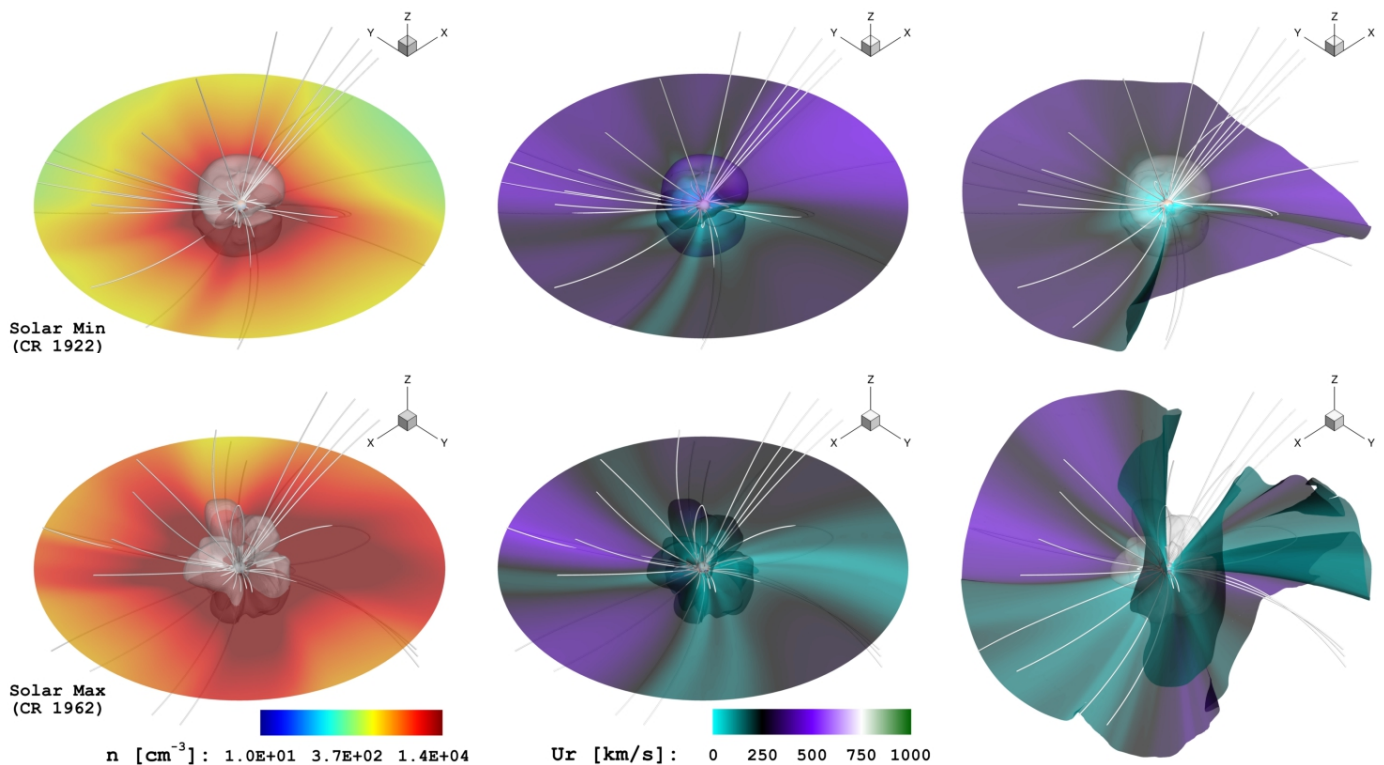 Z
Y X
Z
Y X
Z
Y X
Solar Min
(CR 1922)
Z
X Y
Z
X Y
Z
X Y
Solar Max
(CR 1962)
n [cm⁻³]: 1.0E+01 3.7E+02 1.4E+04
Ur [km/s]: 0 250 500 750 1000